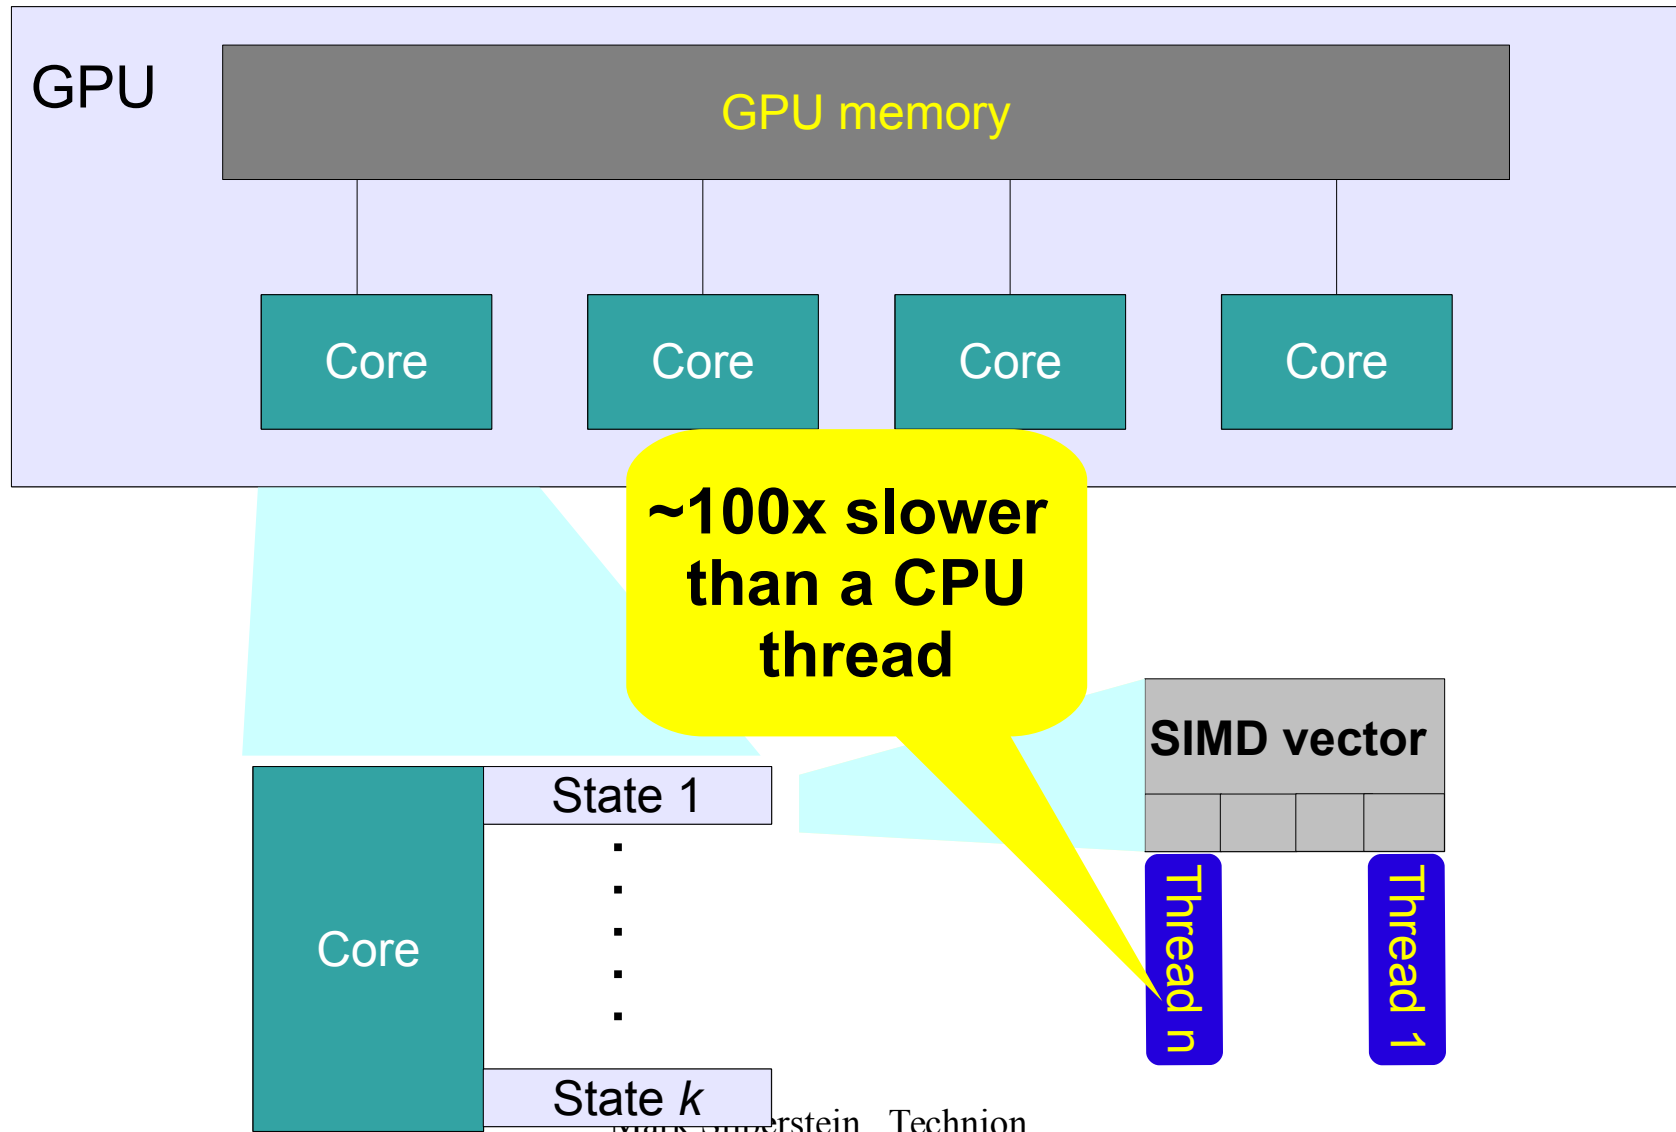 GPU
GPU memory
Core Core Core Core
~100x slower
than a CPU
thread
SIMD vector
State 1
Core
Thread n
Thread 1
State k
Technion